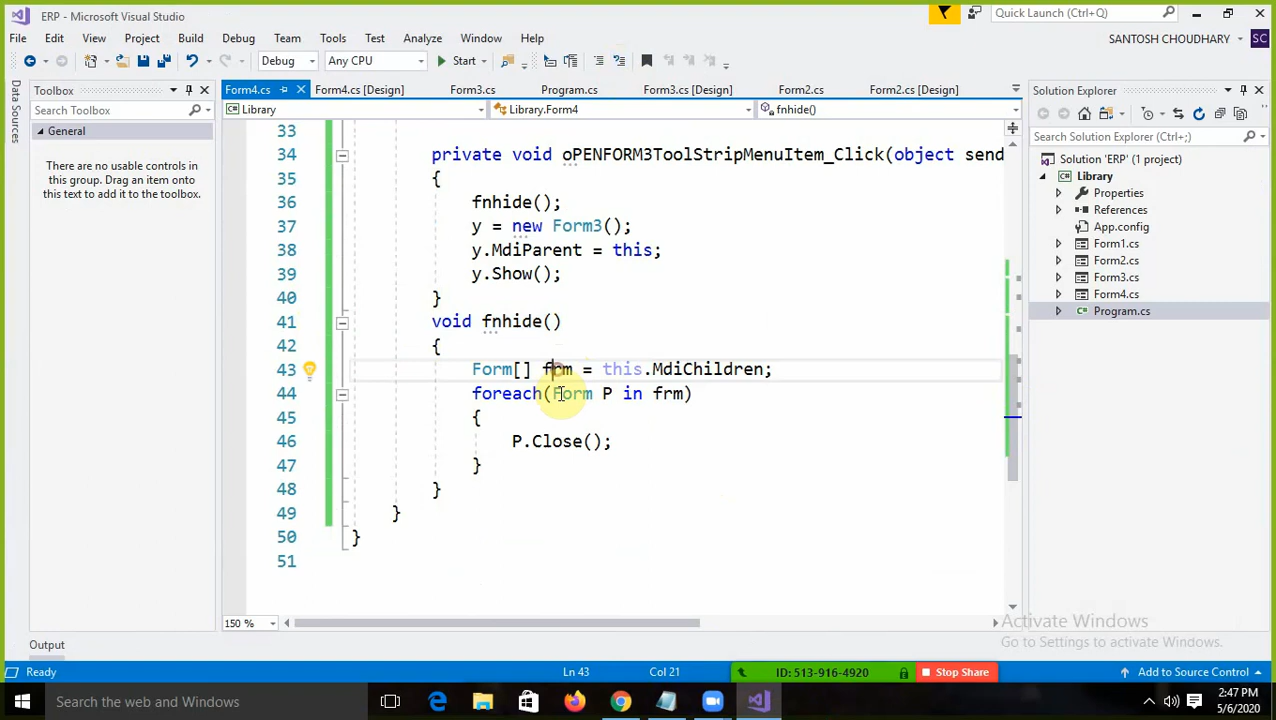 ERP - Microsoft Visual Studio
Quick Launch (Ctrl+Q)
File Edit View Project Build Debug Team Tools Test Analyze Window Help
SANTOSH CHOUDHARY SC
Debug Any CPU Start
Data Sources
Toolbox
Search Toolbox
General
There are no usable controls in
this group. Drag an item onto
this text to add it to the toolbox.
Form4.cs Form4.cs [Design] Form3.cs Program.cs Form3.cs [Design] Form2.cs Form2.cs [Design]
Library Library.Form4 fnhide()
33
34 private void oPENFORM3ToolStripMenuItem_Click(object send
35 {
36 fnhide();
37 y = new Form3();
38 y.MdiParent = this;
39 y.Show();
40 }
41 void fnhide()
42 {
43 Form[] frm = this.MdiChildren;
44 foreach(Form P in frm)
45 {
46 P.Close();
47 }
48 }
49 }
50 }
51
150 %
Solution Explorer
Search Solution Explorer (Ctrl+;)
Solution 'ERP' (1 project)
Library
Properties
References
App.config
Form1.cs
Form2.cs
Form3.cs
Form4.cs
Program.cs
Activate Windows
Go to Settings to activate Windows.
Output
Ready Ln 43 Col 21 ID: 513-916-4920 Stop Share Add to Source Control
Search the web and Windows
2:47 PM
5/6/2020